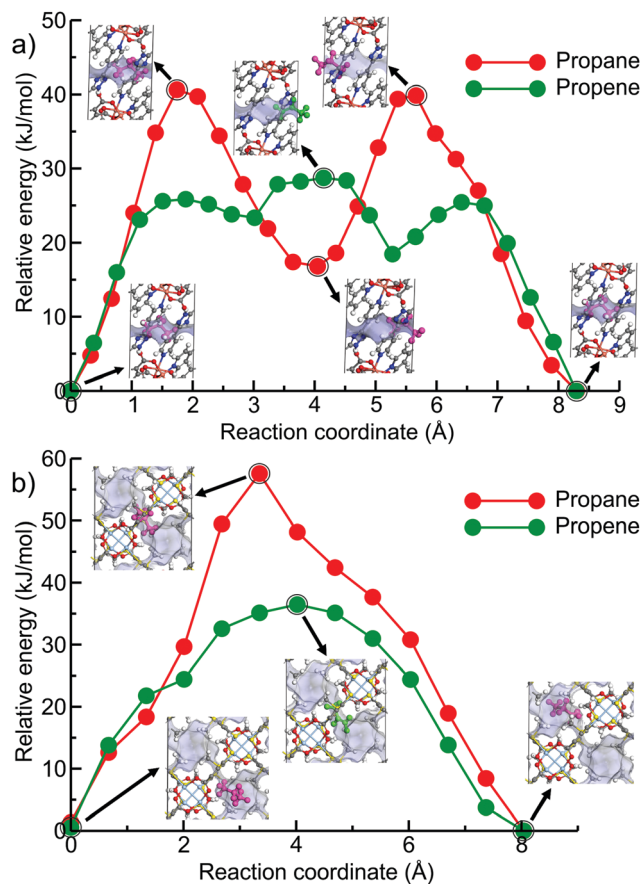 a)
50
40
30
20
10
0
Relative energy (kJ/mol)
Propane
Propene
0 1 2 3 4 5 6 7 8 9
Reaction coordinate (Å)
b)
60
50
40
30
20
10
0
Relative energy (kJ/mol)
Propane
Propene
0 2 4 6 8
Reaction coordinate (Å)